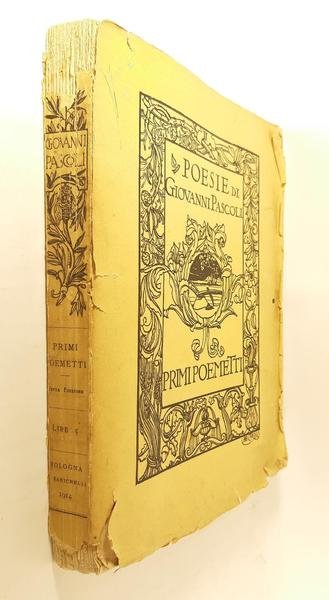 GIOVANNI
PASCOLI
PRIMI
POEMETTI
SESTA EDIZIONE
LIRE 5
BOLOGNA
ZANICHELLI
1914
POESIE DI
GIOVANNI PASCOLI
PRIMI POEMETTI